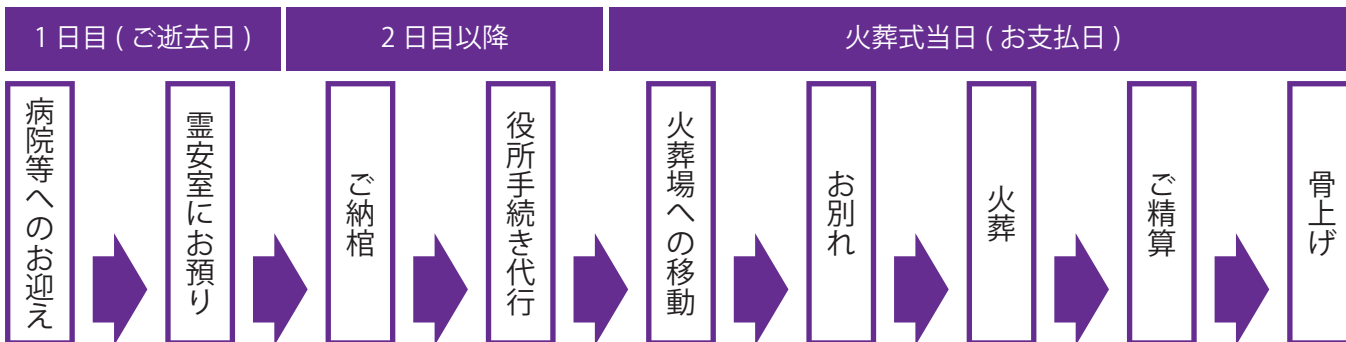 1日目(ご逝去日)
2日目以降
火葬式当日(お支払日)
病院等へのお迎え
霊安室にお預り
ご納棺
役所手続き代行
火葬場への移動
お別れ
火葬
ご精算
骨上げ